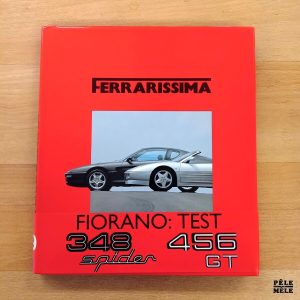 FERRARISSIMA
FIORANO: TEST
348 456
spider GT
PÊLE
MÊLE